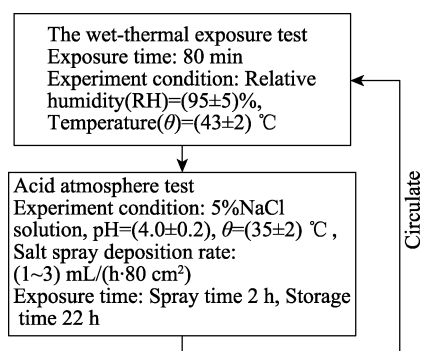 The wet-thermal exposure test
Exposure time: 80 min
Experiment condition: Relative
humidity(RH)=(95±5)%,
Temperature(θ)=(43±2) ℃
Acid atmosphere test
Experiment condition: 5%NaCl
solution, pH=(4.0±0.2), θ=(35±2) ℃,
Salt spray deposition rate:
(1~3) mL/(h·80 cm²)
Exposure time: Spray time 2 h, Storage
time 22 h
Circulate